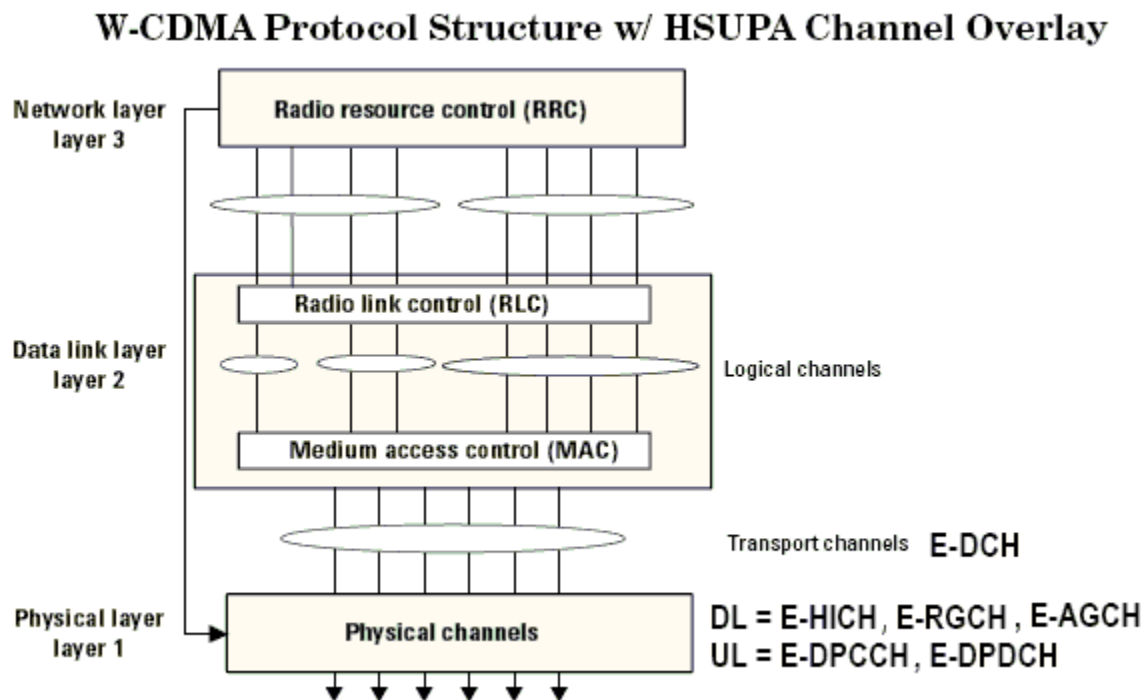 W-CDMA Protocol Structure w/ HSUPA Channel Overlay
Network layer
layer 3
Radio resource control (RRC)
Radio link control (RLC)
Data link layer
layer 2
Logical channels
Medium access control (MAC)
Transport channels E-DCH
Physical layer
layer 1
Physical channels
DL = E-HICH, E-RGCH , E-AGCH
UL = E-DPCCH, E-DPDCH